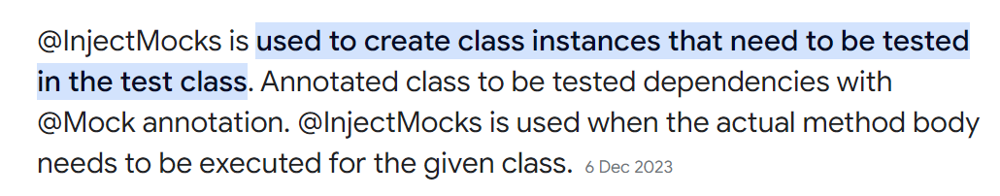 @InjectMocks is used to create class instances that need to be tested
in the test class. Annotated class to be tested dependencies with
@Mock annotation. @InjectMocks is used when the actual method body
needs to be executed for the given class. 6 Dec 2023